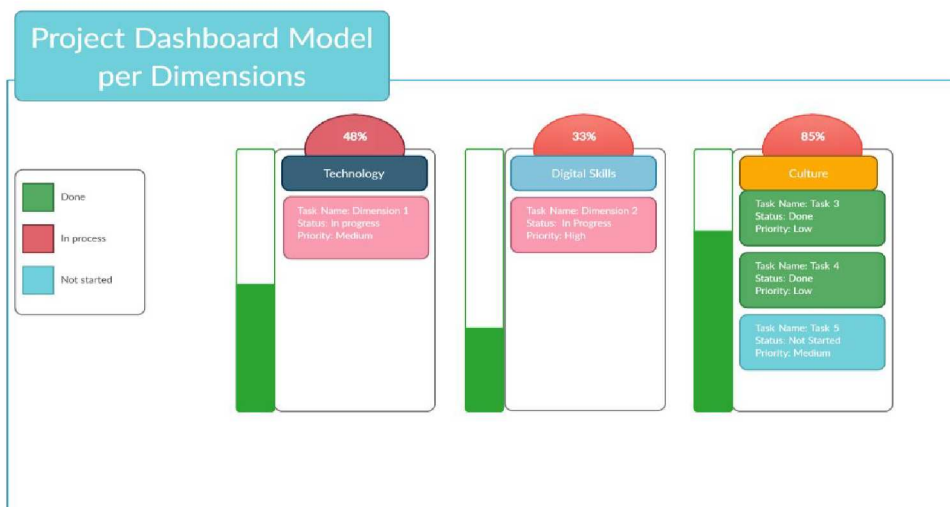 Project Dashboard Model
per Dimensions
Done
In process
Not started
48%
Technology
Task Name: Dimension 1
Status: in progress
Priority: Medium
33%
Digital Skills
Task Name: Dimension 2
Status: In Progress
Priority: High
85%
Culture
Task Name: Task 3
Status: Done
Priority: Low
Task Name: Task 4
Status: Done
Priority: Low
Task Name: Task 5
Status: Not Started
Priority: Medium